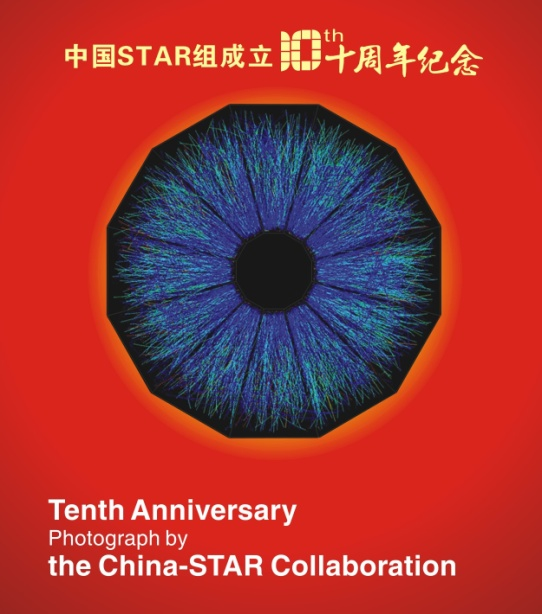 中国STAR组成立10th十周年纪念
Tenth Anniversary
Photograph by
the China-STAR Collaboration